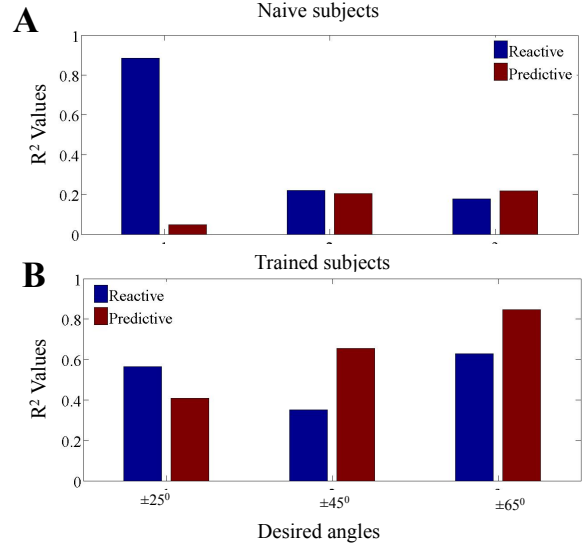 A
Naive subjects
1
0.8
0.6
0.4
0.2
0
R² Values
Reactive
Predictive
B
Trained subjects
1
0.8
0.6
0.4
0.2
0
R² Values
Reactive
Predictive
±25⁰
±45⁰
±65⁰
Desired angles